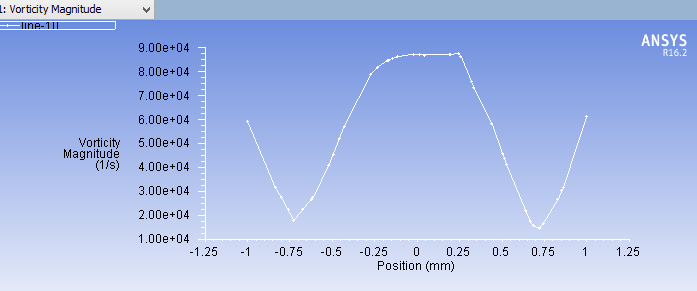 1: Vorticity Magnitude
line-10
ANSYS
R16.2
9.00e+04
8.00e+04
7.00e+04
6.00e+04
5.00e+04
4.00e+04
3.00e+04
2.00e+04
1.00e+04
Vorticity
Magnitude
(1/s)
-1.25 -1 -0.75 -0.5 -0.25 0 0.25 0.5 0.75 1 1.25
Position (mm)